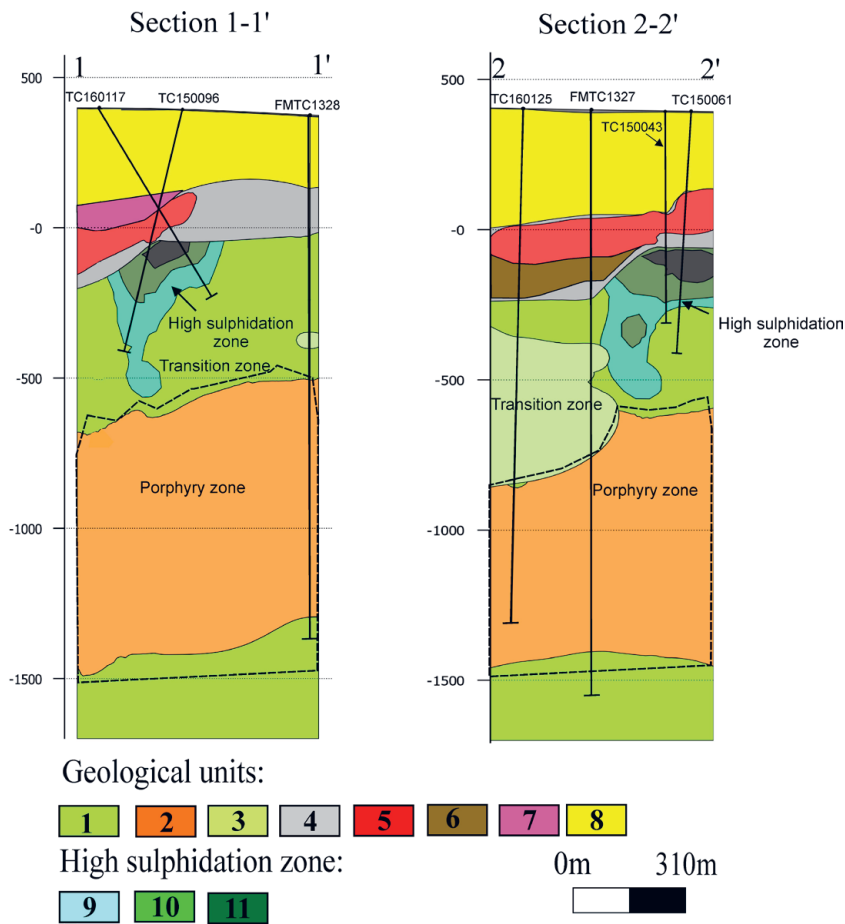 Section 1-1'
Section 2-2'
1
1'
500
TC160117
TC150096
FMTC1328
-0
High sulphidation
zone
Transition zone
-500
Porphyry zone
-1000
-1500
2
2'
500
TC160125
FMTC1327
TC150061
TC150043
-0
High sulphidation
zone
-500
Transition zone
Porphyry zone
-1000
-1500
Geological units:
1 2 3 4 5 6 7 8
High sulphidation zone:
9 10 11
0m 310m